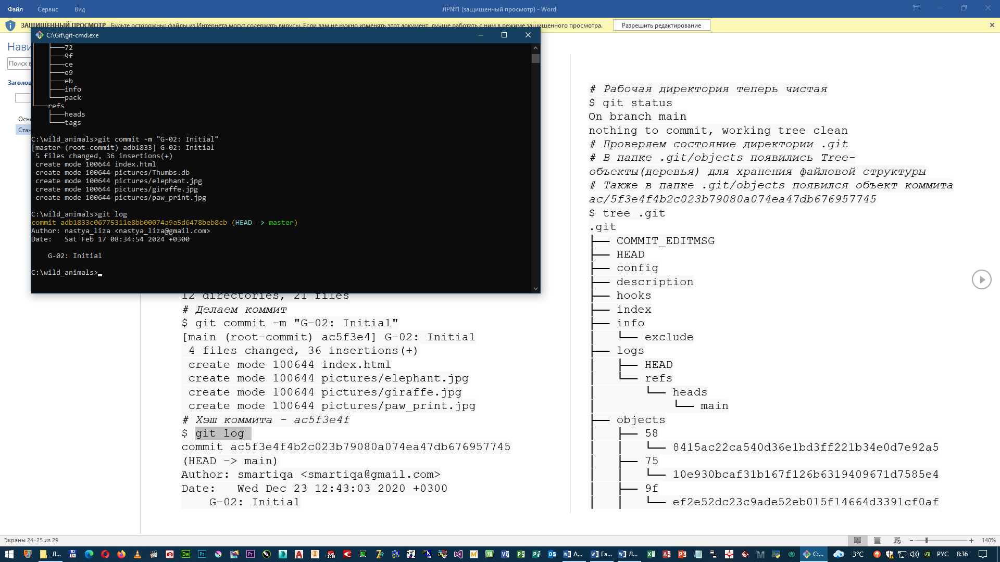 Файл Сервис Вид ЛР№1 (защищенный просмотр) - Word
ЗАЩИЩЕННЫЙ ПРОСМОТР Будьте осторожны: файлы из Интернета могут содержать вирусы. Если вам не нужно изменять этот документ, лучше работать с ним в режиме защищенного просмотра. Разрешить редактирование
Нави
Поиск в
Заголов
Осно
Стан
C:\Git\git-cmd.exe
├───72
├───9f
├───ce
├───e9
├───eb
├───info
└───pack
└───refs
├───heads
└───tags
C:\wild_animals>git commit -m "G-02: Initial"
[master (root-commit) adb1833] G-02: Initial
5 files changed, 36 insertions(+)
create mode 100644 index.html
create mode 100644 pictures/Thumbs.db
create mode 100644 pictures/elephant.jpg
create mode 100644 pictures/giraffe.jpg
create mode 100644 pictures/paw_print.jpg
C:\wild_animals>git log
commit adb1833c06775311e8bb00074a9a5d6478beb8cb (HEAD -> master)
Author: nastya_liza <nastya_liza@gmail.com>
Date:   Sat Feb 17 08:34:54 2024 +0300
G-02: Initial
C:\wild_animals>
12 directories, 21 files
# Делаем коммит
$ git commit -m "G-02: Initial"
[main (root-commit) ac5f3e4] G-02: Initial
4 files changed, 36 insertions(+)
create mode 100644 index.html
create mode 100644 pictures/elephant.jpg
create mode 100644 pictures/giraffe.jpg
create mode 100644 pictures/paw_print.jpg
# Хэш коммита - ac5f3e4f
$ git log
commit ac5f3e4f4b2c023b79080a074ea47db676957745
(HEAD -> main)
Author: smartiqa <smartiqa@gmail.com>
Date:   Wed Dec 23 12:43:03 2020 +0300
G-02: Initial
# Рабочая директория теперь чистая
$ git status
On branch main
nothing to commit, working tree clean
# Проверяем состояние директории .git
# В папке .git/objects появились Tree-
объекты(деревья) для хранения файловой структуры
# Также в папке .git/objects появился объект коммита
ac/5f3e4f4b2c023b79080a074ea47db676957745
$ tree .git
.git
├── COMMIT_EDITMSG
├── HEAD
├── config
├── description
├── hooks
├── index
├── info
│   └── exclude
├── logs
│   ├── HEAD
│   └── refs
│       └── heads
│           └── main
├── objects
│   ├── 58
│   │   └── 8415ac22ca540d36e1bd3ff221b34e0d7e92a5
│   ├── 75
│   │   └── 10e930bcaf31b167f126b6319409671d7585e4
│   ├── 9f
│   │   └── ef2e52dc23c9ade52eb015f14664d3391cf0af
Экраны 24–25 из 29 140%
_Л... А... Га... Л... C:... -3°C РУС 8:36